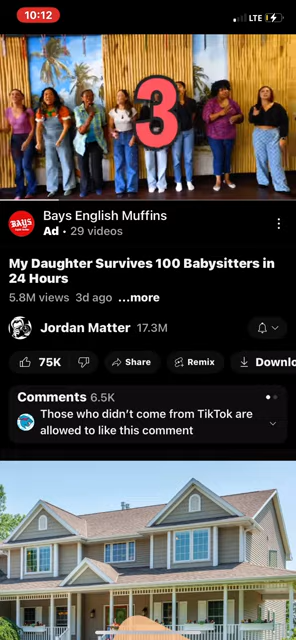 10:12
LTE
3
BAYS
Bays English Muffins
Ad • 29 videos
My Daughter Survives 100 Babysitters in
24 Hours
5.8M views 3d ago ...more
Jordan Matter 17.3M
75K
Share
Remix
Downlo
Comments 6.5K
Those who didn't come from TikTok are
allowed to like this comment